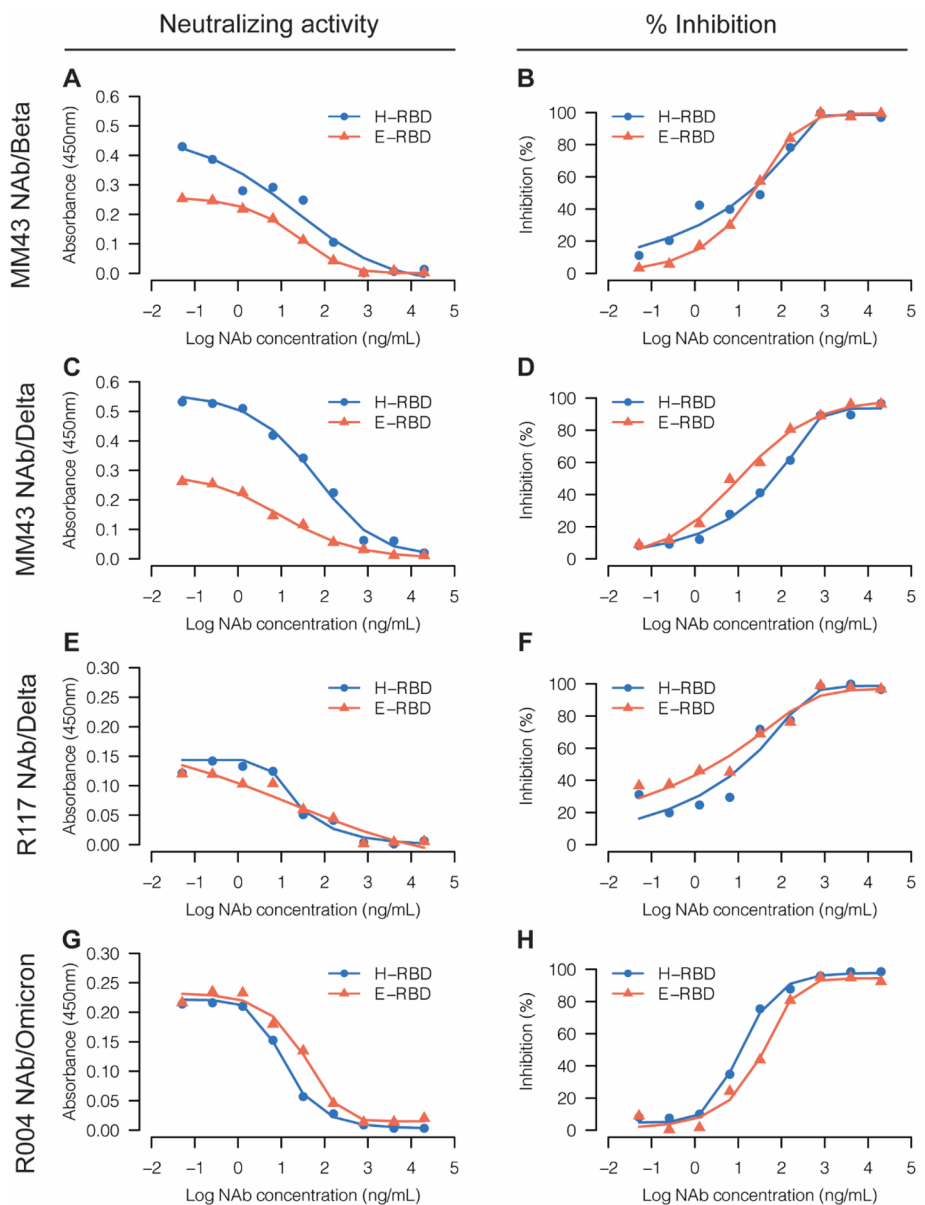 Neutralizing activity
% Inhibition
MM43 NAb/Beta
A
Absorbance (450nm)
0.6
0.4
0.3
0.2
0.1
0.0
H−RBD
E−RBD
−2 −1 0 1 2 3 4 5
Log NAb concentration (ng/mL)
B
Inhibition (%)
100
80
60
40
20
0
H−RBD
E−RBD
−2 −1 0 1 2 3 4 5
Log NAb concentration (ng/mL)
MM43 NAb/Delta
C
Absorbance (450nm)
0.6
0.5
0.4
0.3
0.2
0.1
0.0
H−RBD
E−RBD
−2 −1 0 1 2 3 4 5
Log NAb concentration (ng/mL)
D
Inhibition (%)
100
80
60
40
20
0
H−RBD
E−RBD
−2 −1 0 1 2 3 4 5
Log NAb concentration (ng/mL)
R117 NAb/Delta
E
Absorbance (450nm)
0.30
0.25
0.20
0.15
0.10
0.05
0.00
H−RBD
E−RBD
−2 −1 0 1 2 3 4 5
Log NAb concentration (ng/mL)
F
Inhibition (%)
100
80
60
40
20
0
H−RBD
E−RBD
−2 −1 0 1 2 3 4 5
Log NAb concentration (ng/mL)
R004 NAb/Omicron
G
Absorbance (450nm)
0.30
0.25
0.20
0.15
0.10
0.05
0.00
H−RBD
E−RBD
−2 −1 0 1 2 3 4 5
Log NAb concentration (ng/mL)
H
Inhibition (%)
100
80
60
40
20
0
H−RBD
E−RBD
−2 −1 0 1 2 3 4 5
Log NAb concentration (ng/mL)